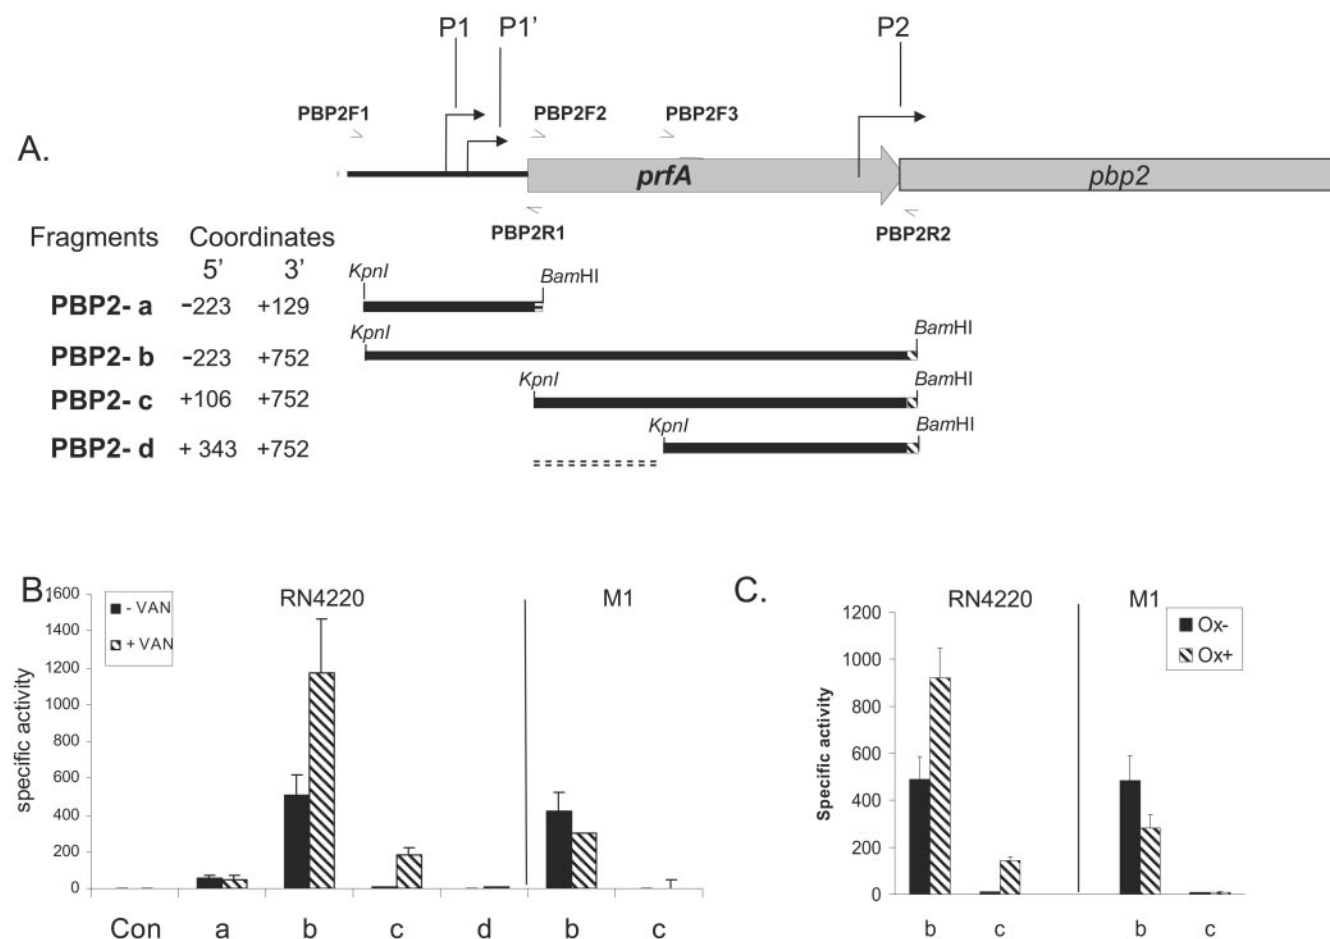 P1 P1’ P2
PBP2F1 PBP2F2 PBP2F3
A.
prfA pbp2
PBP2R1 PBP2R2
Fragments Coordinates
5’ 3’
KpnI BamHI
PBP2- a -223 +129
KpnI BamHI
PBP2- b -223 +752
KpnI BamHI
PBP2- c +106 +752
KpnI BamHI
PBP2- d + 343 +752
B.
RN4220 M1
- VAN
+ VAN
specific activity
1600
1400
1200
1000
800
600
400
200
0
Con a b c d b c
C.
RN4220 M1
Ox-
Ox+
Specific activity
1200
1000
800
600
400
200
0
b c b c